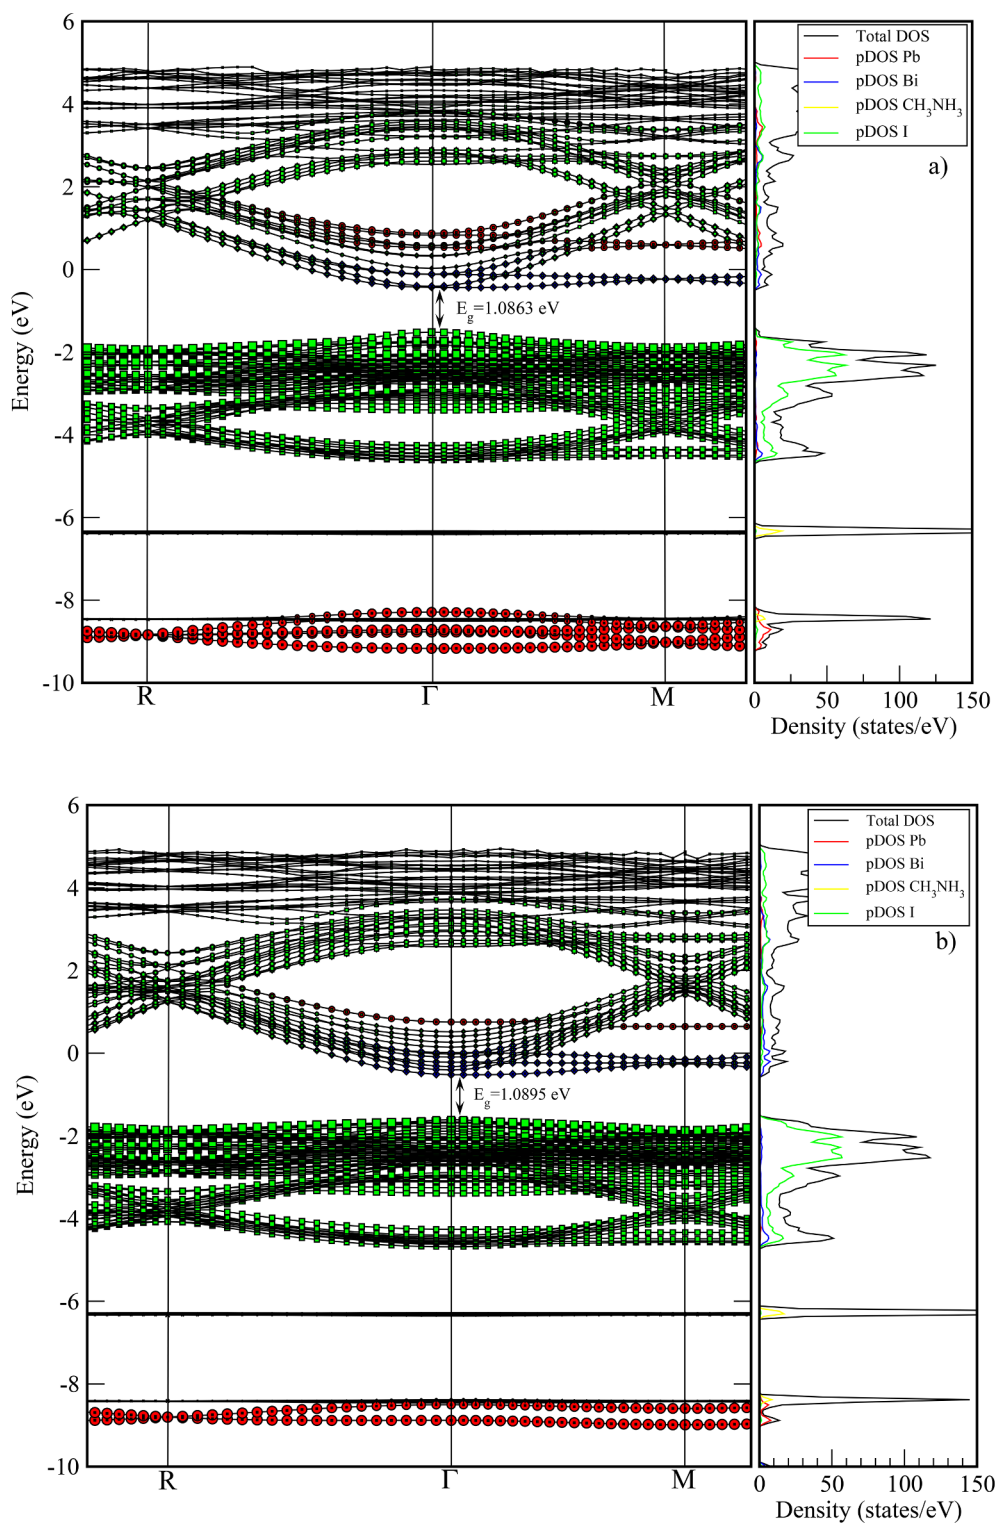 6
4
2
0
-2
-4
-6
-8
-10
Energy (eV)
R
Γ
M
E_g=1.0863 eV
Total DOS
pDOS Pb
pDOS Bi
pDOS CH₃NH₃
pDOS I
a)
0 50 100 150
Density (states/eV)
6
4
2
0
-2
-4
-6
-8
-10
Energy (eV)
R
Γ
M
E_g=1.0895 eV
Total DOS
pDOS Pb
pDOS Bi
pDOS CH₃NH₃
pDOS I
b)
0 50 100 150
Density (states/eV)